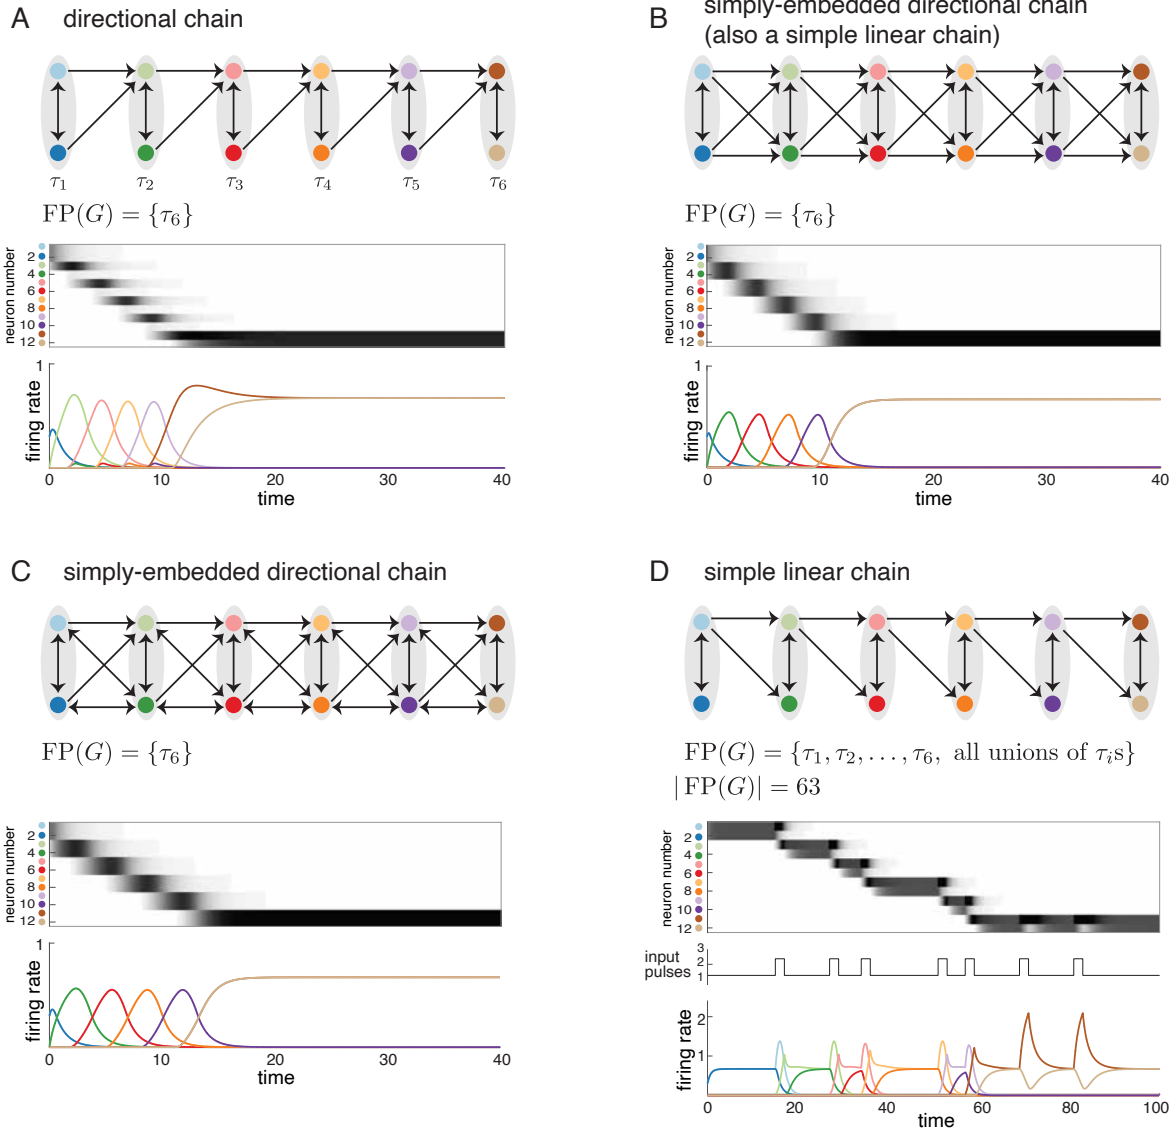 A directional chain
τ1 τ2 τ3 τ4 τ5 τ6
FP(G) = {τ6}
neuron number
2
4
6
8
10
12
1
firing rate
0 10 20 30 40
time
B simply-embedded directional chain
(also a simple linear chain)
FP(G) = {τ6}
neuron number
2
4
6
8
10
12
1
firing rate
0 10 20 30 40
time
C simply-embedded directional chain
FP(G) = {τ6}
neuron number
2
4
6
8
10
12
1
firing rate
0 10 20 30 40
time
D simple linear chain
FP(G) = {τ1, τ2, . . . , τ6, all unions of τis}
| FP(G)| = 63
neuron number
2
4
6
8
10
12
input pulses
3
2
1
firing rate
2
1
0 20 40 60 80 100
time